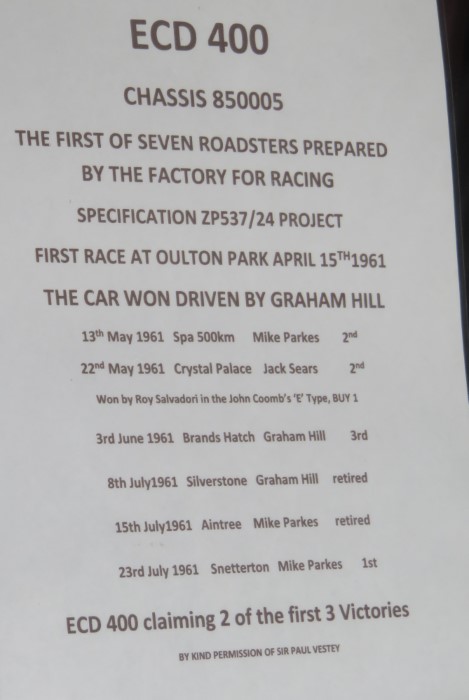 ECD 400
CHASSIS 850005
THE FIRST OF SEVEN ROADSTERS PREPARED
BY THE FACTORY FOR RACING
SPECIFICATION ZP537/24 PROJECT
FIRST RACE AT OULTON PARK APRIL 15TH1961
THE CAR WON DRIVEN BY GRAHAM HILL
13th May 1961 Spa 500km Mike Parkes 2nd
22nd May 1961 Crystal Palace Jack Sears 2nd
Won by Roy Salvadori in the John Coomb's 'E' Type, BUY 1
3rd June 1961 Brands Hatch Graham Hill 3rd
8th July1961 Silverstone Graham Hill retired
15th July1961 Aintree Mike Parkes retired
23rd July 1961 Snetterton Mike Parkes 1st
ECD 400 claiming 2 of the first 3 Victories
BY KIND PERMISSION OF SIR PAUL VESTEY